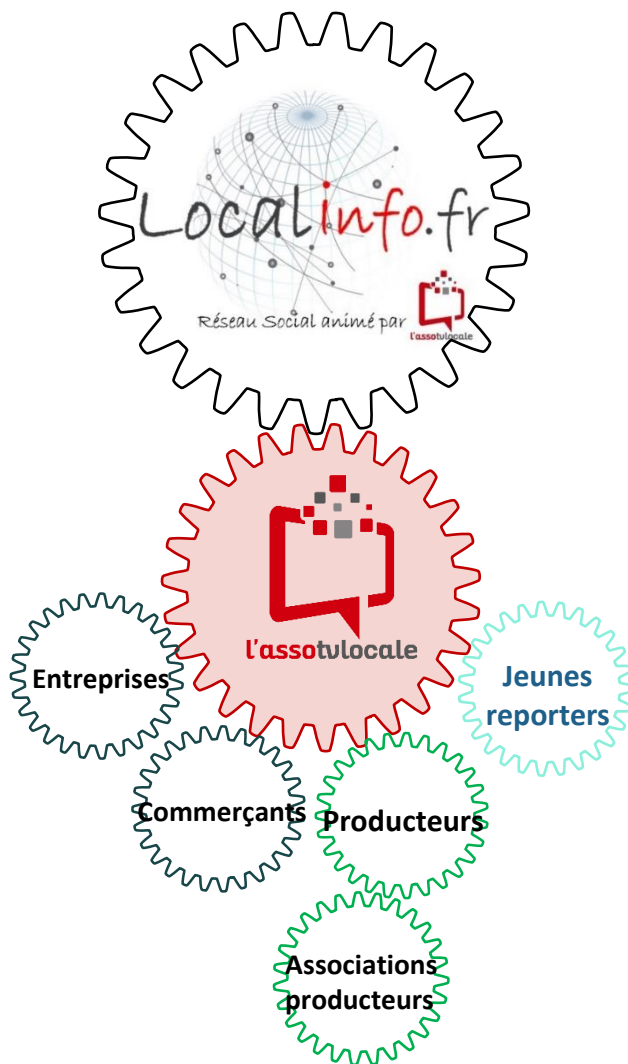 Localinfo.fr
Réseau Social animé par
l'assotvlocale
l'assotvlocale
Entreprises
Jeunes
reporters
Commerçants
Producteurs
Associations
producteurs